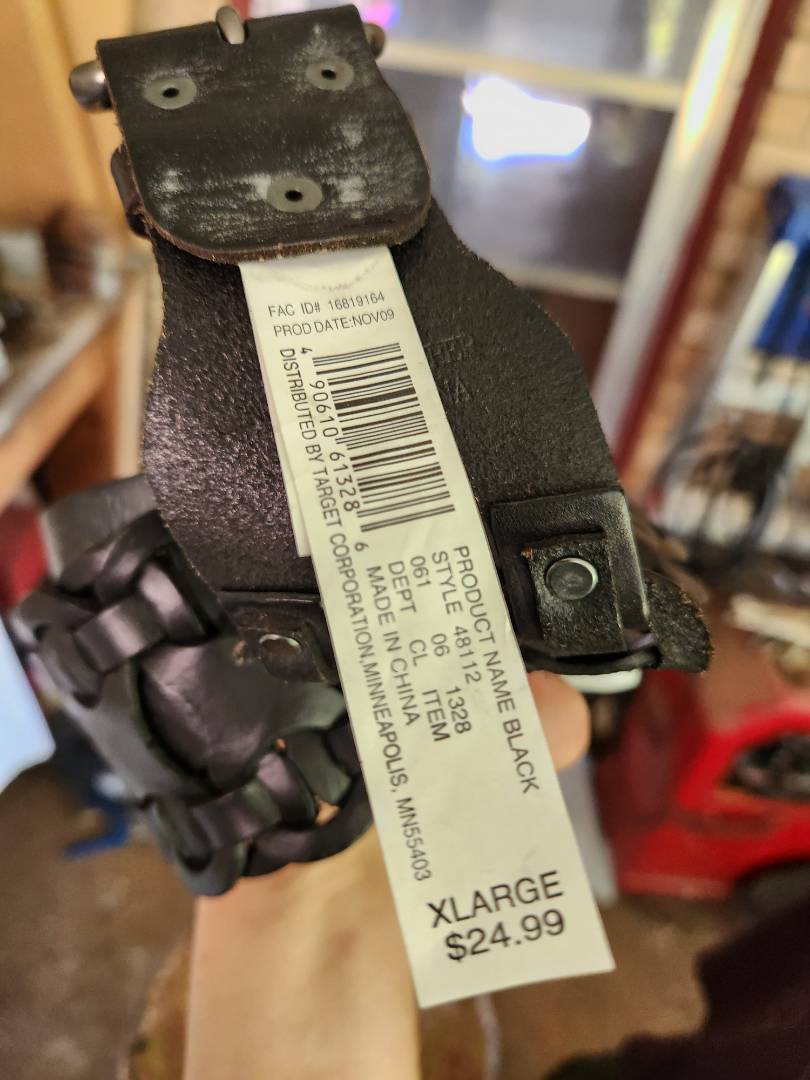 FAC ID# 16819164
PROD DATE:NOV09
4 90610 61328 6
DISTRIBUTED BY TARGET CORPORATION,MINNEAPOLIS, MN55403
MADE IN CHINA
DEPT CL ITEM
061 06 1328
STYLE 48112
PRODUCT NAME BLACK
XLARGE
$24.99